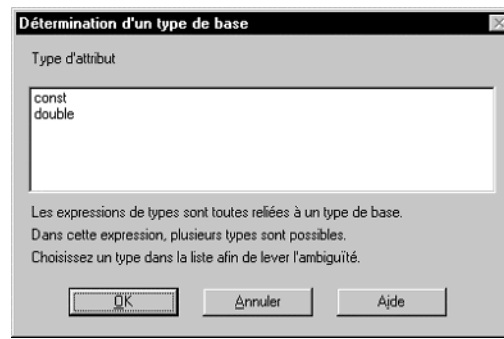 Détermination d'un type de base
Type d'attribut
const
double
Les expressions de types sont toutes reliées à un type de base.
Dans cette expression, plusieurs types sont possibles.
Choisissez un type dans la liste afin de lever l'ambiguïté.
OK Annuler Aide